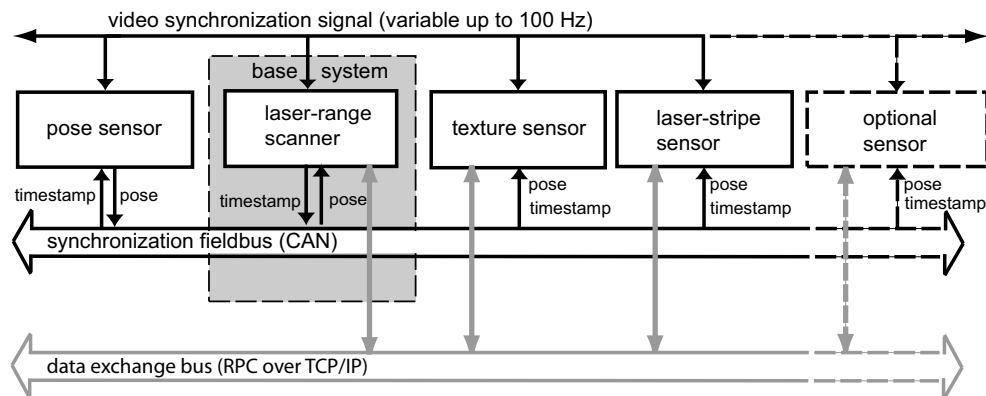 video synchronization signal (variable up to 100 Hz)
base system
pose sensor
laser-range
scanner
texture sensor
laser-stripe
sensor
optional
sensor
timestamp
pose
timestamp
pose
pose
timestamp
pose
timestamp
pose
timestamp
synchronization fieldbus (CAN)
data exchange bus (RPC over TCP/IP)